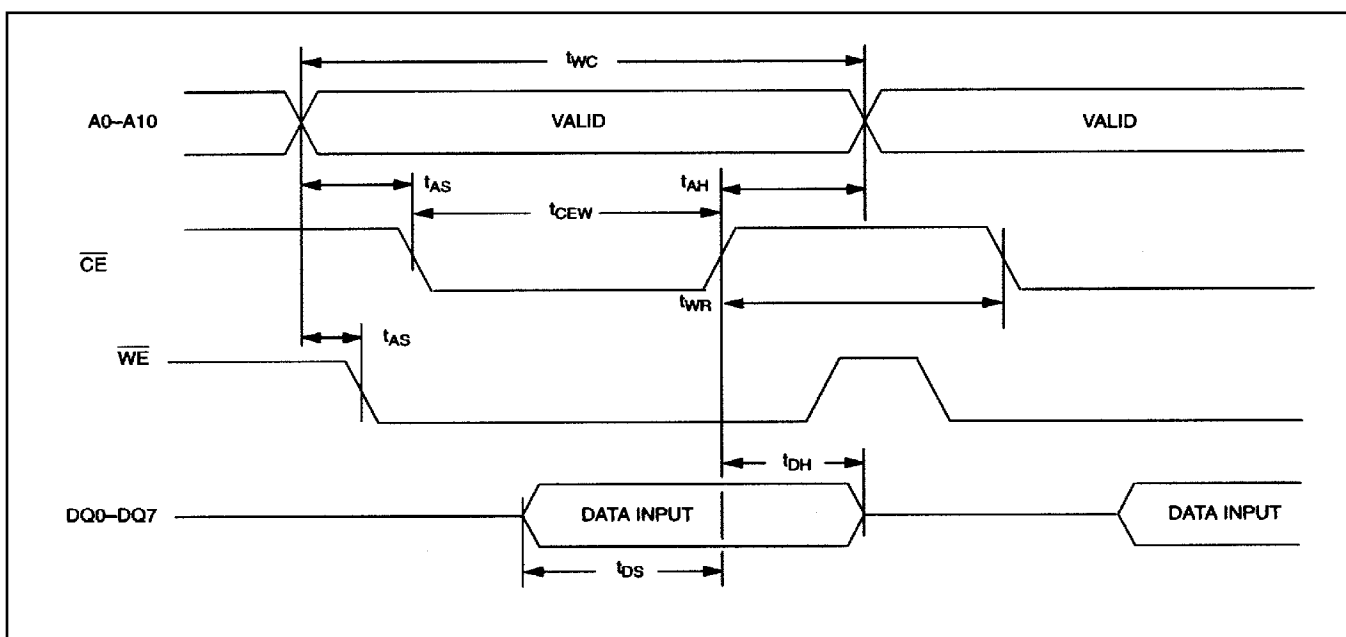 tWC
A0–A10 VALID VALID
tAS tAH
tCEW
CE
tWR
tAS
WE
tDH
DQ0–DQ7 DATA INPUT DATA INPUT
tDS